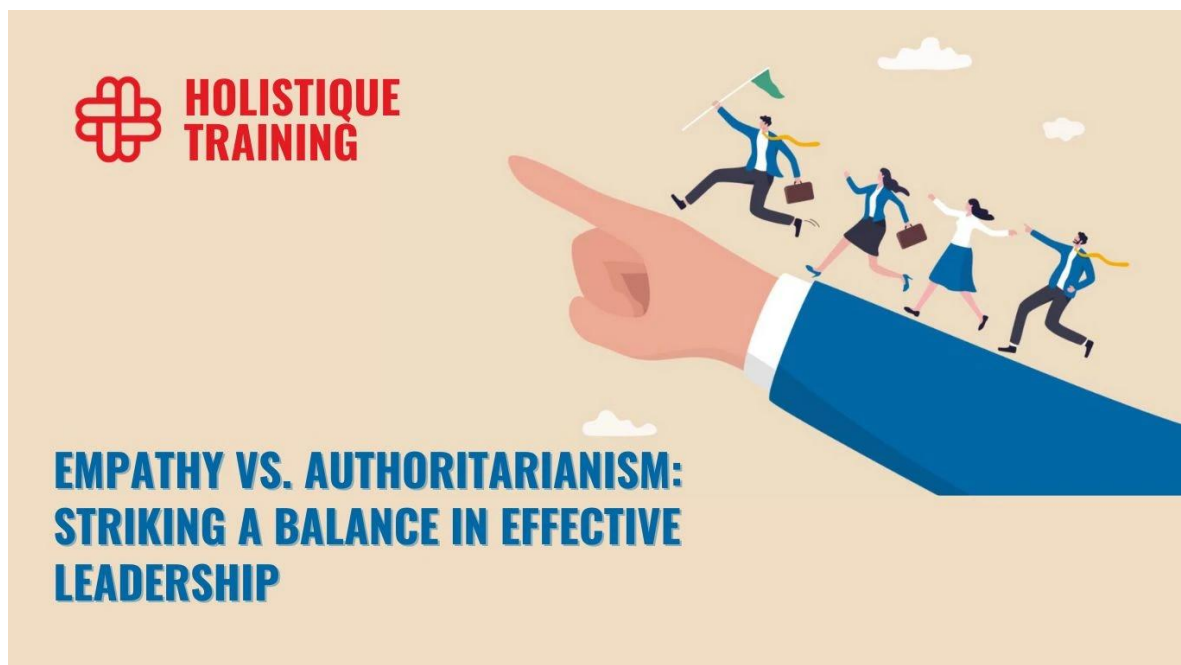 HOLISTIQUE
TRAINING
EMPATHY VS. AUTHORITARIANISM:
STRIKING A BALANCE IN EFFECTIVE
LEADERSHIP